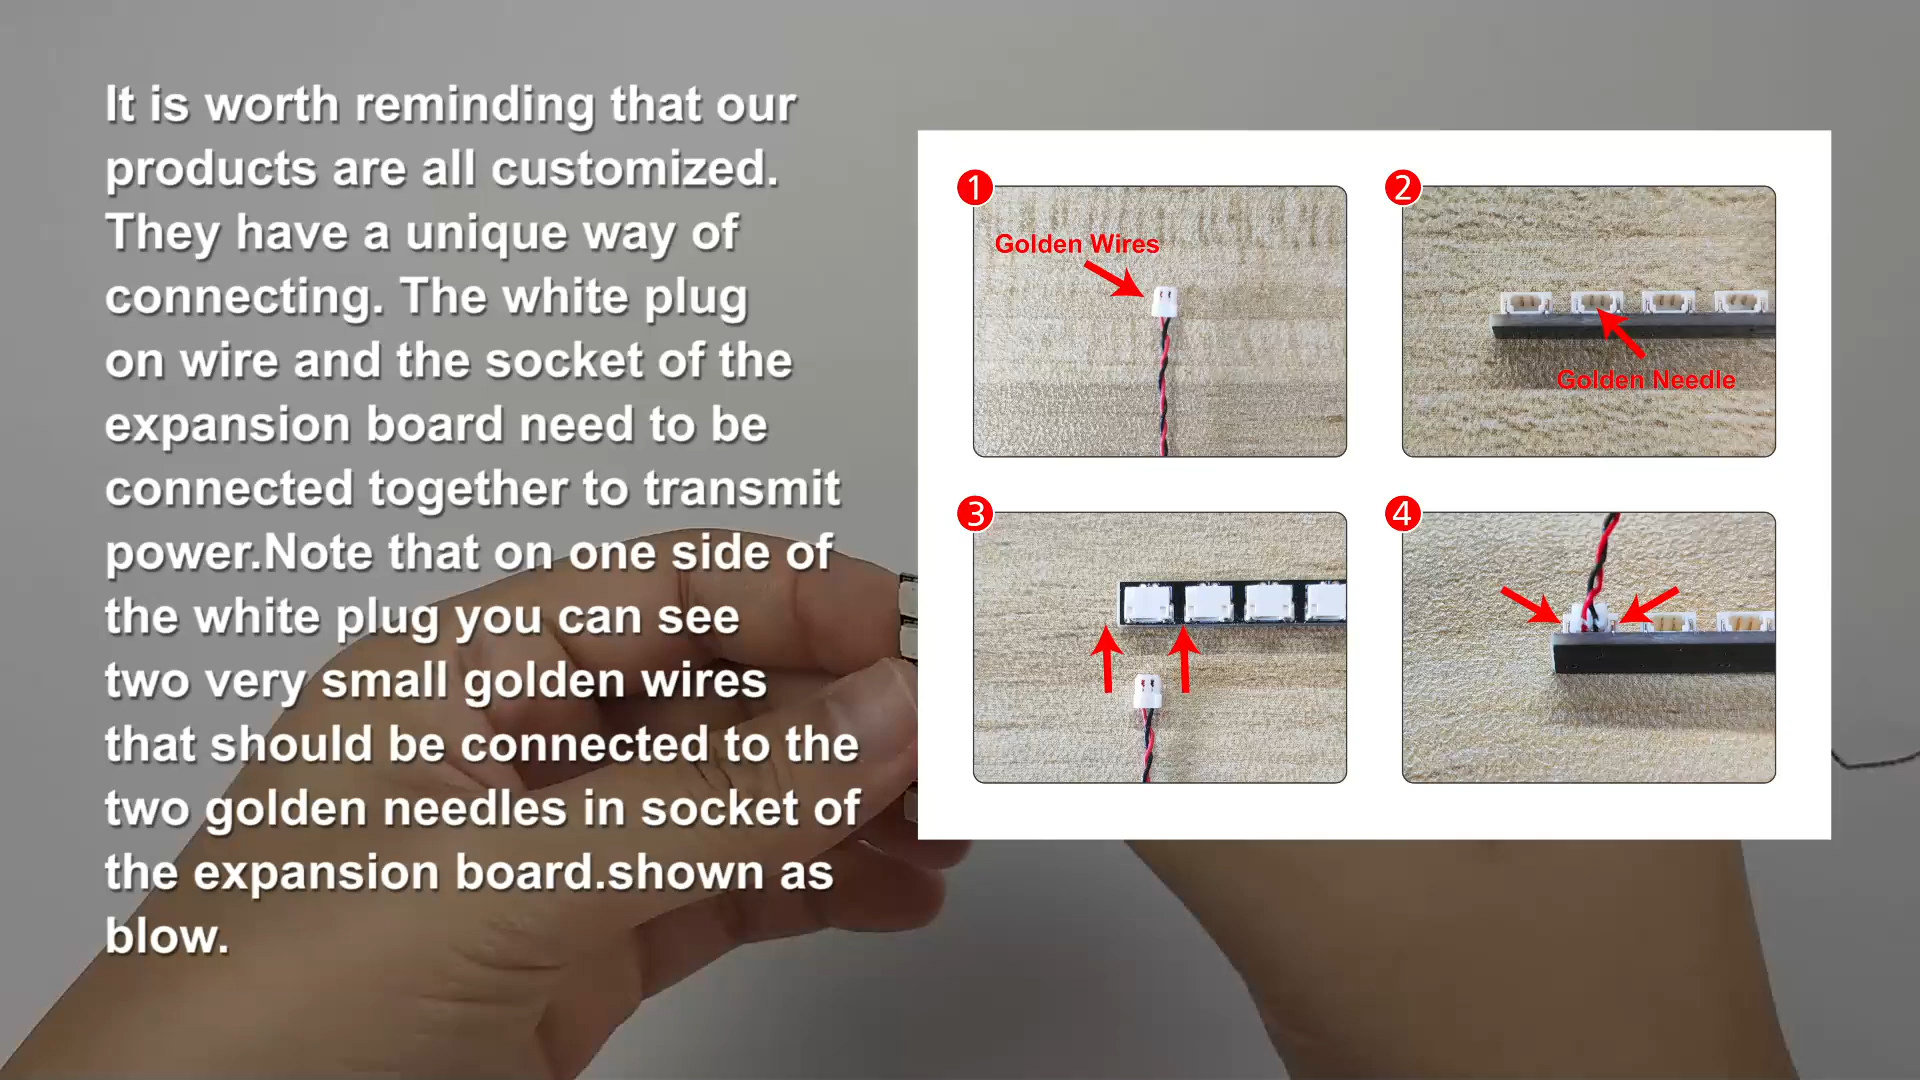 It is worth reminding that our
products are all customized.
They have a unique way of
connecting. The white plug
on wire and the socket of the
expansion board need to be
connected together to transmit
power.Note that on one side of
the white plug you can see
two very small golden wires
that should be connected to the
two golden needles in socket of
the expansion board.shown as
blow.
1
Golden Wires
2
Golden Needle
3
4